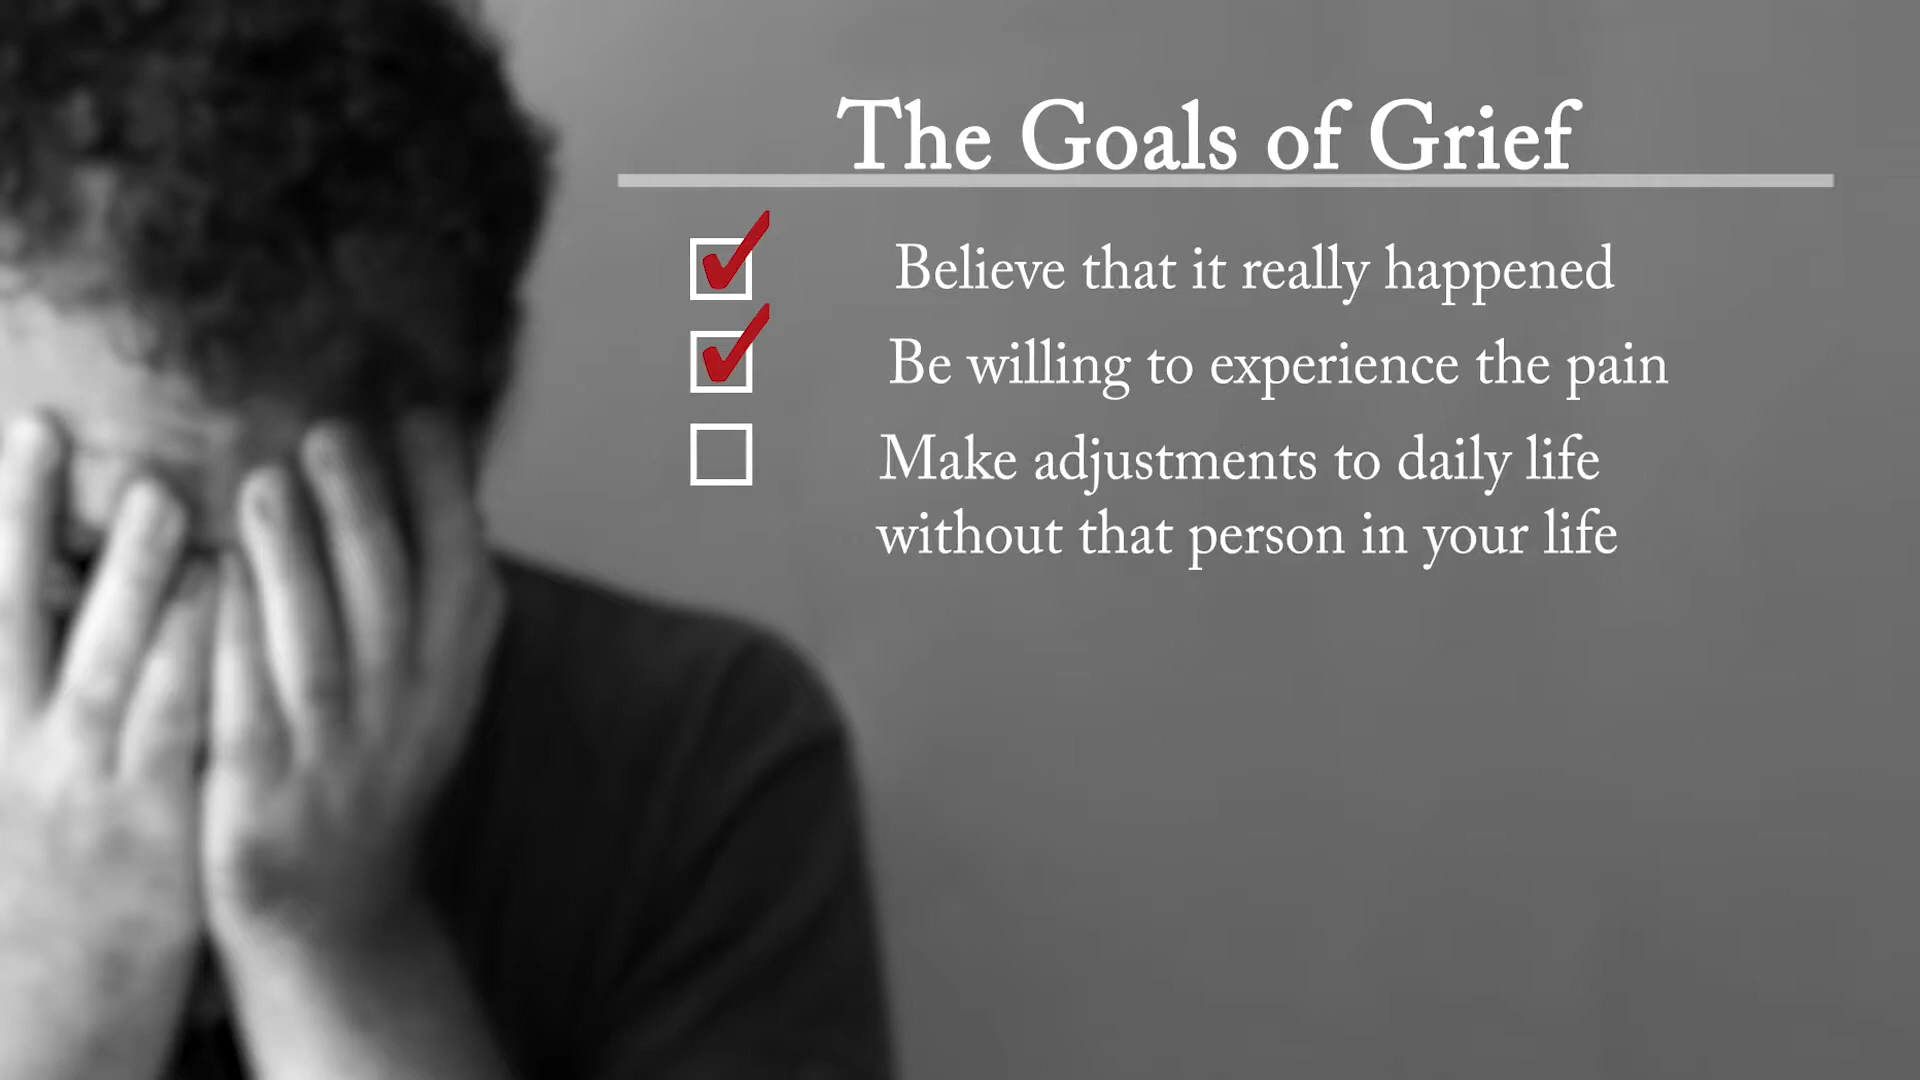 The Goals of Grief
Believe that it really happened
Be willing to experience the pain
Make adjustments to daily life
without that person in your life